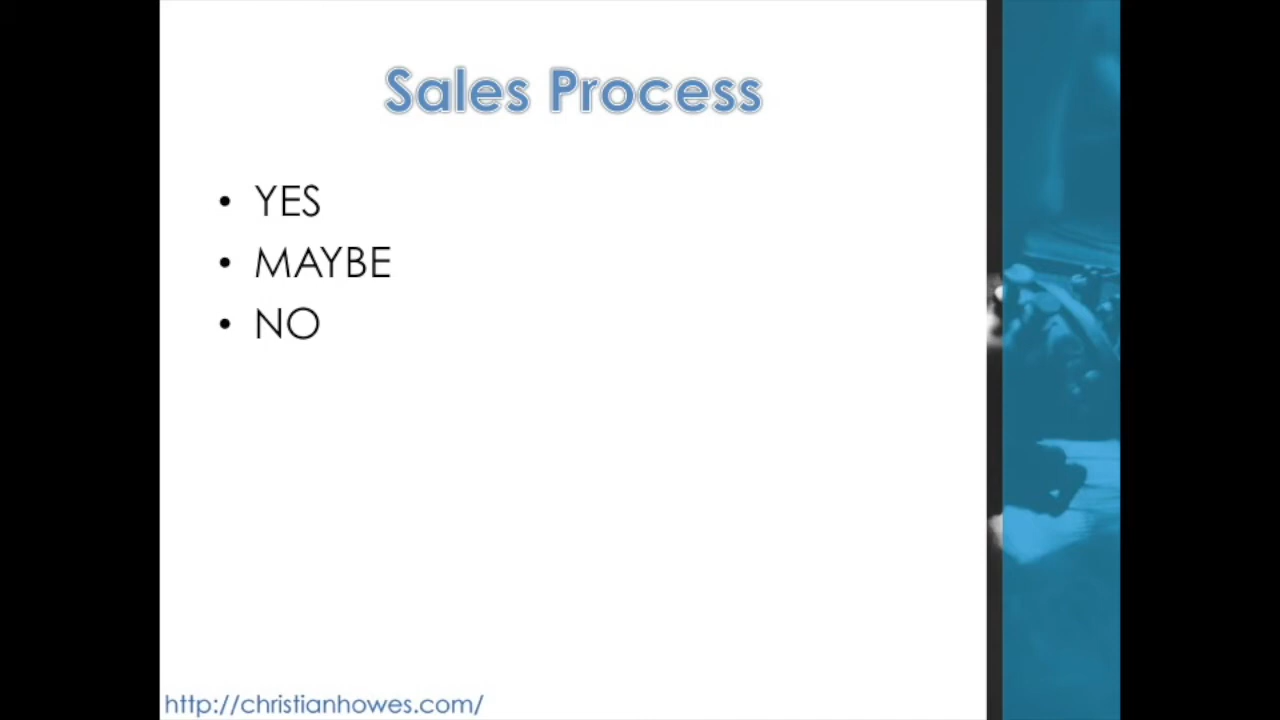 Sales Process
• YES
• MAYBE
• NO
http://christianhowes.com/